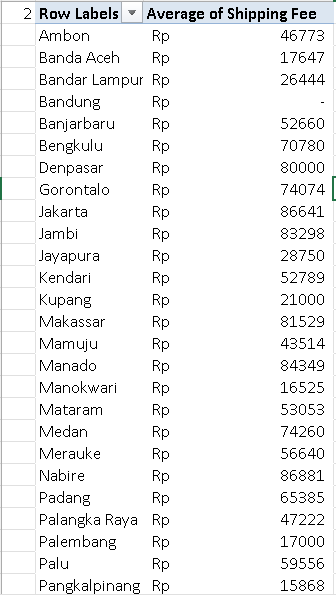 2 Row Labels Average of Shipping Fee
Ambon Rp 46773
Banda Aceh Rp 17647
Bandar Lampur Rp 26444
Bandung Rp -
Banjarbaru Rp 52660
Bengkulu Rp 70780
Denpasar Rp 80000
Gorontalo Rp 74074
Jakarta Rp 86641
Jambi Rp 83298
Jayapura Rp 28750
Kendari Rp 52789
Kupang Rp 21000
Makassar Rp 81529
Mamuju Rp 43514
Manado Rp 84349
Manokwari Rp 16525
Mataram Rp 53053
Medan Rp 74260
Merauke Rp 56640
Nabire Rp 86881
Padang Rp 65385
Palangka Raya Rp 47222
Palembang Rp 17000
Palu Rp 59556
Pangkalpinang Rp 15868